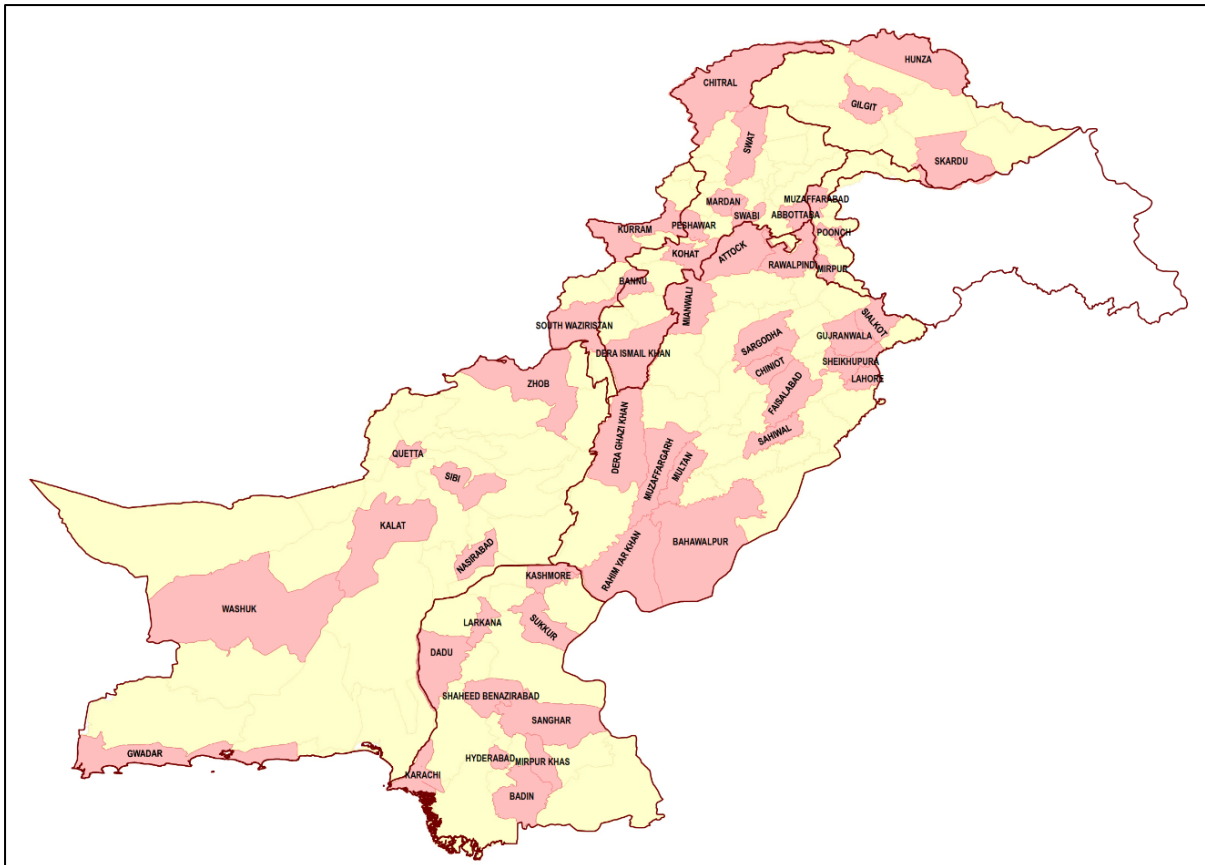 HUNZA
CHITRAL
GILGIT
SWAT
SKARDU
MUZAFFARABAD
MARDAN
SWABI
ABBOTTABA
PESHAWAR
KURRAM
POONCH
KOHAT
ATTOCK
RAWALPINDI
MIRPUR
BANNU
MIANWALI
SOUTH WAZIRISTAN
SIALKOT
GUJRANWALA
SARGODHA
DERA ISMAIL KHAN
SHEIKHUPURA
CHINIOT
LAHORE
ZHOB
FAISALABAD
SAHIWAL
DERA GHAZI KHAN
QUETTA
MUZAFFARGARH
MULTAN
SIBI
KALAT
BAHAWALPUR
NASIRABAD
RAHIM YAR KHAN
KASHMORE
WASHUK
LARKANA
SUKKUR
DADU
SHAHEED BENAZIRABAD
SANGHAR
GWADAR
HYDERABAD
MIRPUR KHAS
KARACHI
BADIN